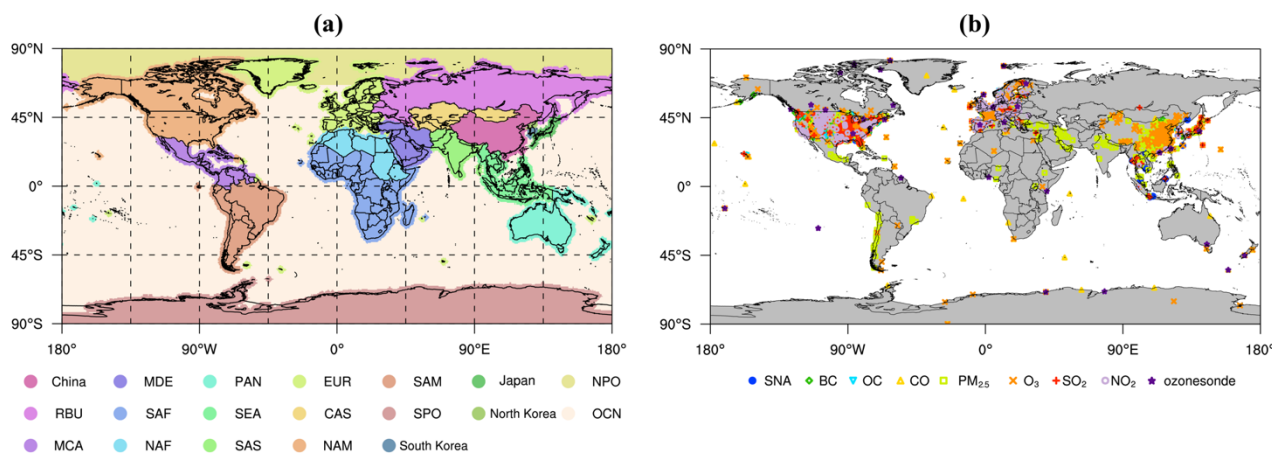 (a)
(b)
90°N
45°N
0°
45°S
90°S
180° 90°W 0° 90°E 180°
90°N
45°N
0°
45°S
90°S
180° 90°W 0° 90°E 180°
China MDE PAN EUR SAM Japan NPO
RBU SAF SEA CAS SPO North Korea OCN
MCA NAF SAS NAM South Korea
SNA BC OC CO PM2.5 O3 SO2 NO2 ozonesonde